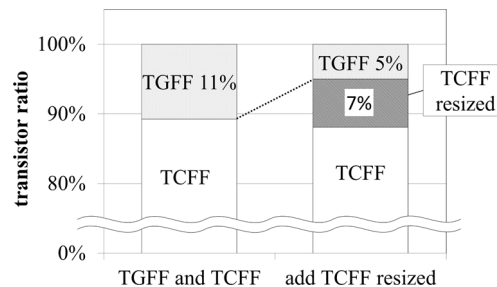 transistor ratio
100%
90%
80%
0%
TGFF 11%
TCFF
TGFF 5%
7%
TCFF
TCFF
resized
TGFF and TCFF
add TCFF resized